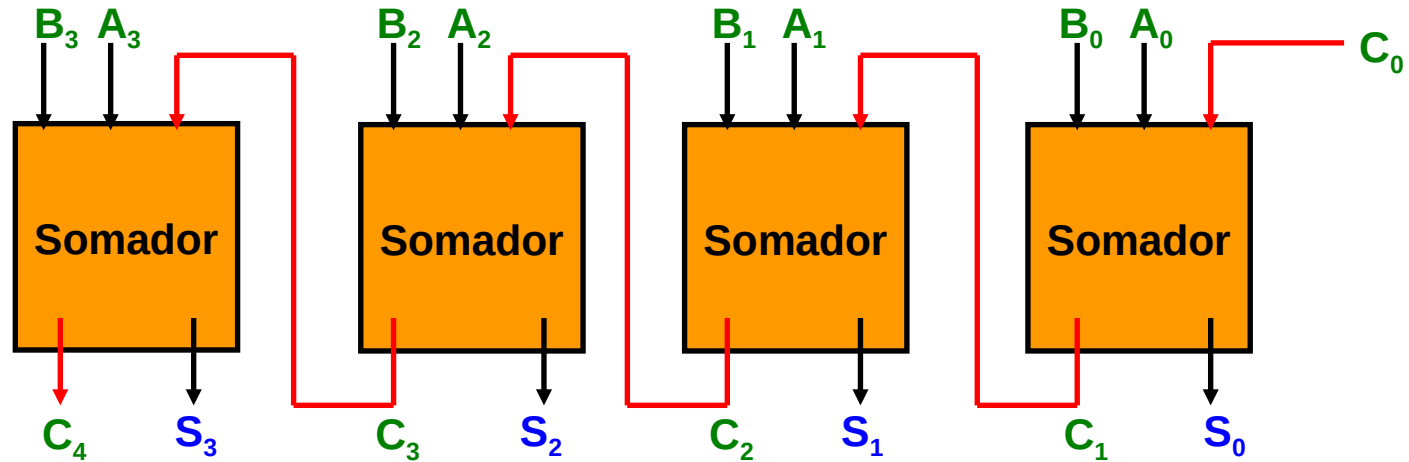 B₃ A₃ B₂ A₂ B₁ A₁ B₀ A₀ C₀
Somador Somador Somador Somador
C₄ S₃ C₃ S₂ C₂ S₁ C₁ S₀